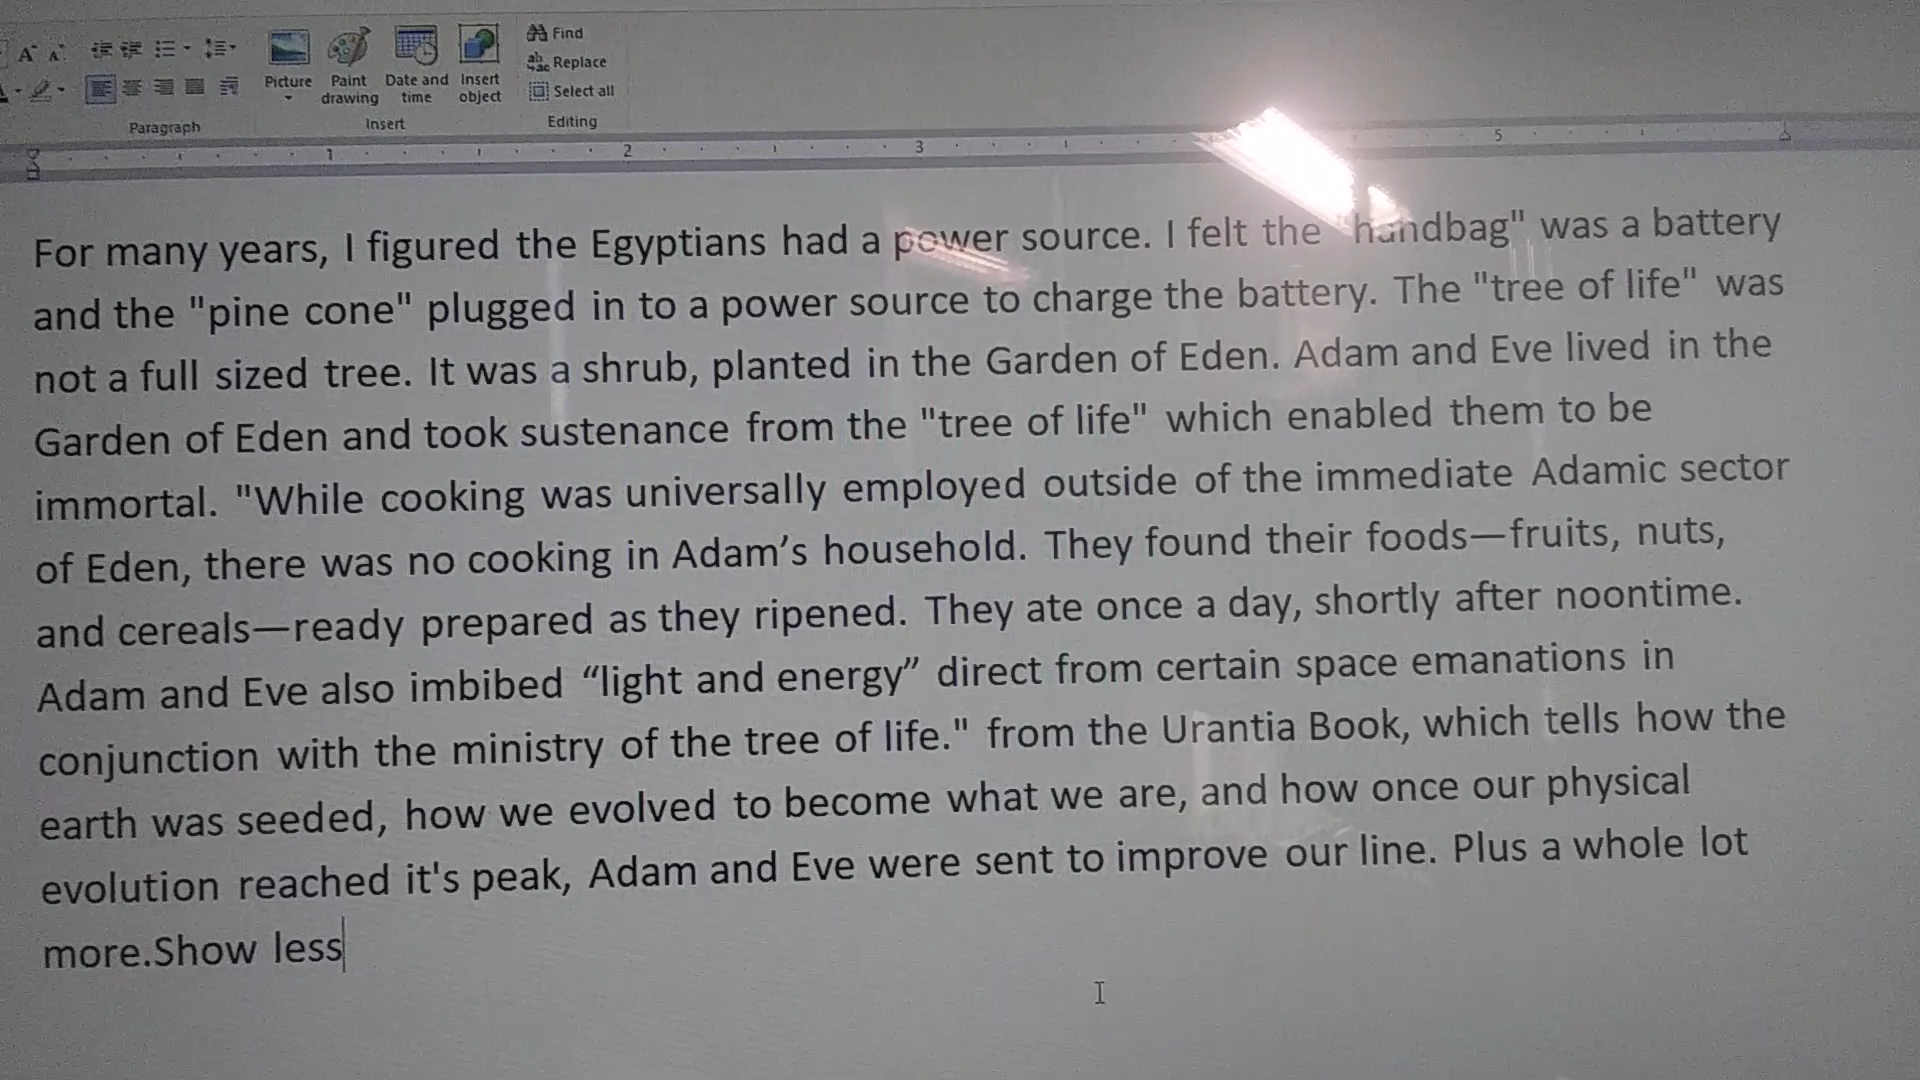 Find
Replace
Select all
Picture
Paint drawing
Date and time
Insert object
Paragraph
Insert
Editing
1 2 3 5
For many years, I figured the Egyptians had a power source. I felt the "handbag" was a battery
and the "pine cone" plugged in to a power source to charge the battery. The "tree of life" was
not a full sized tree. It was a shrub, planted in the Garden of Eden. Adam and Eve lived in the
Garden of Eden and took sustenance from the "tree of life" which enabled them to be
immortal. "While cooking was universally employed outside of the immediate Adamic sector
of Eden, there was no cooking in Adam’s household. They found their foods—fruits, nuts,
and cereals—ready prepared as they ripened. They ate once a day, shortly after noontime.
Adam and Eve also imbibed “light and energy” direct from certain space emanations in
conjunction with the ministry of the tree of life." from the Urantia Book, which tells how the
earth was seeded, how we evolved to become what we are, and how once our physical
evolution reached it's peak, Adam and Eve were sent to improve our line. Plus a whole lot
more.Show less